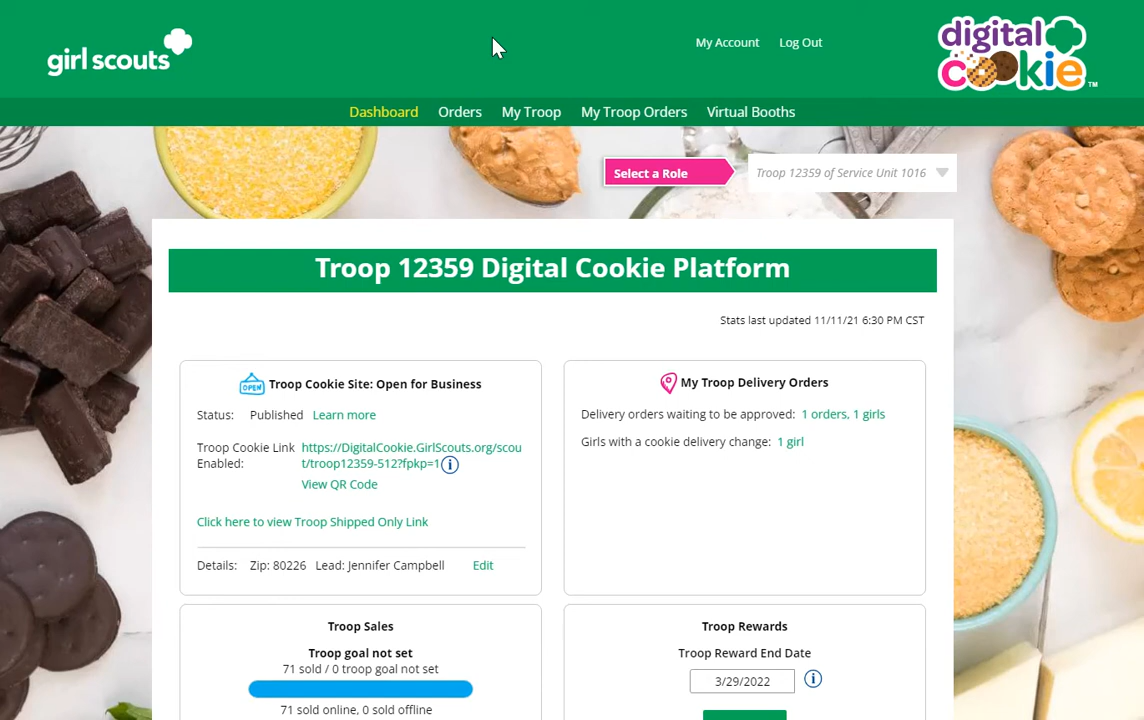 girl scouts
My Account
Log Out
digital
cookie
TM
Dashboard
Orders
My Troop
My Troop Orders
Virtual Booths
Select a Role
Troop 12359 of Service Unit 1016
Troop 12359 Digital Cookie Platform
Stats last updated 11/11/21 6:30 PM CST
OPEN
Troop Cookie Site: Open for Business
Status: Published Learn more
Troop Cookie Link https://DigitalCookie.GirlScouts.org/scou
Enabled: t/troop12359-512?fpkp=1
i
View QR Code
Click here to view Troop Shipped Only Link
Details: Zip: 80226 Lead: Jennifer Campbell Edit
My Troop Delivery Orders
Delivery orders waiting to be approved: 1 orders, 1 girls
Girls with a cookie delivery change: 1 girl
Troop Sales
Troop goal not set
71 sold / 0 troop goal not set
71 sold online, 0 sold offline
Troop Rewards
Troop Reward End Date
3/29/2022
i